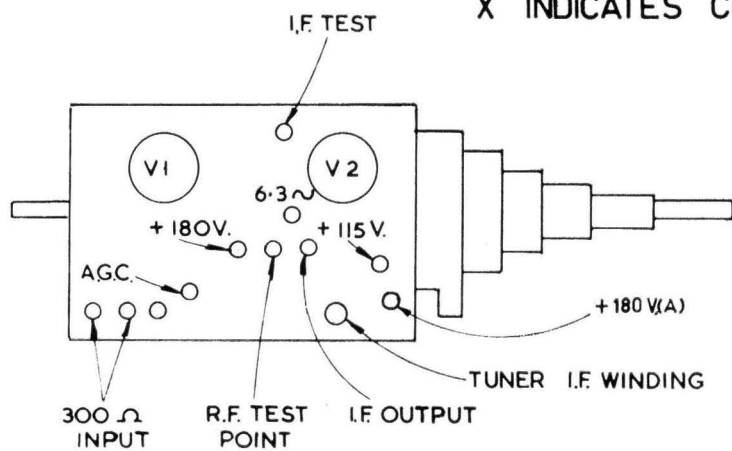 X INDICATES
I.F. TEST
V1
V2
6·3~
+180V.
+115 V.
A.G.C.
+180 V.(A)
TUNER I.F. WINDING
300 Ω
INPUT
R.F. TEST
POINT
I.F. OUTPUT